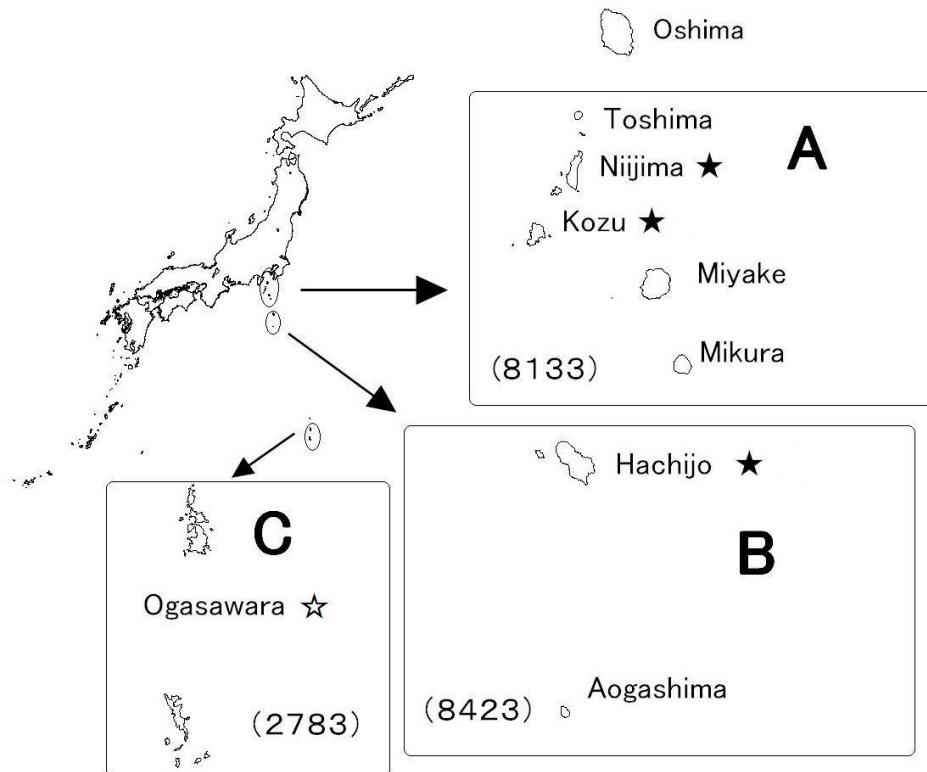 Oshima
Toshima
A
Niijima ★
Kozu ★
Miyake
Mikura
(8133)
Hachijo ★
B
Aogashima
(8423)
C
Ogasawara ☆
(2783)